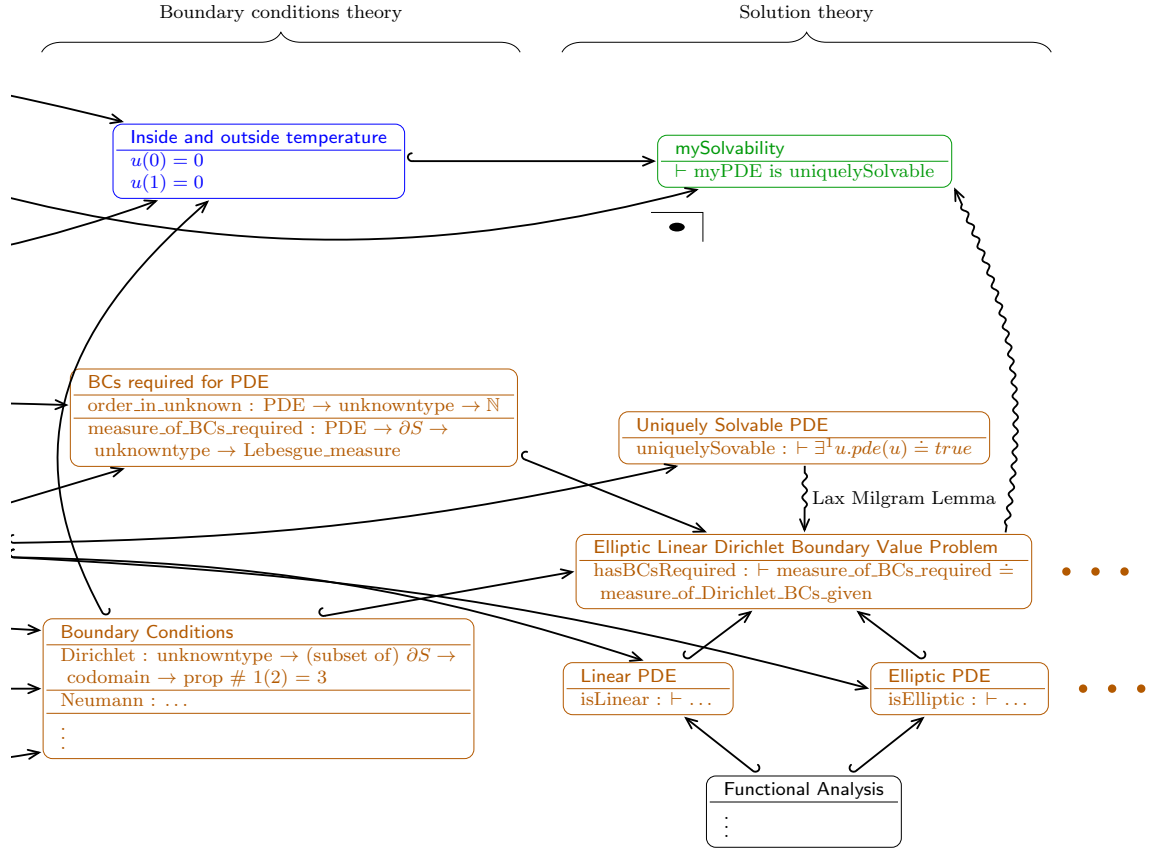 Boundary conditions theory
Solution theory
Inside and outside temperature
u(0) = 0
u(1) = 0
mySolvability
⊢ myPDE is uniquelySolvable
BCs required for PDE
order_in_unknown : PDE → unknowntype → ℕ
measure_of_BCs_required : PDE → ∂S →
unknowntype → Lebesgue_measure
Uniquely Solvable PDE
uniquelySovable : ⊢ ∃¹u.pde(u) ≐ true
Lax Milgram Lemma
Elliptic Linear Dirichlet Boundary Value Problem
hasBCsRequired : ⊢ measure_of_BCs_required ≐
measure_of_Dirichlet_BCs_given
Boundary Conditions
Dirichlet : unknowntype → (subset of) ∂S →
codomain → prop # 1(2) = 3
Neumann : …
⋮
Linear PDE
isLinear : ⊢ …
Elliptic PDE
isElliptic : ⊢ …
Functional Analysis
⋮